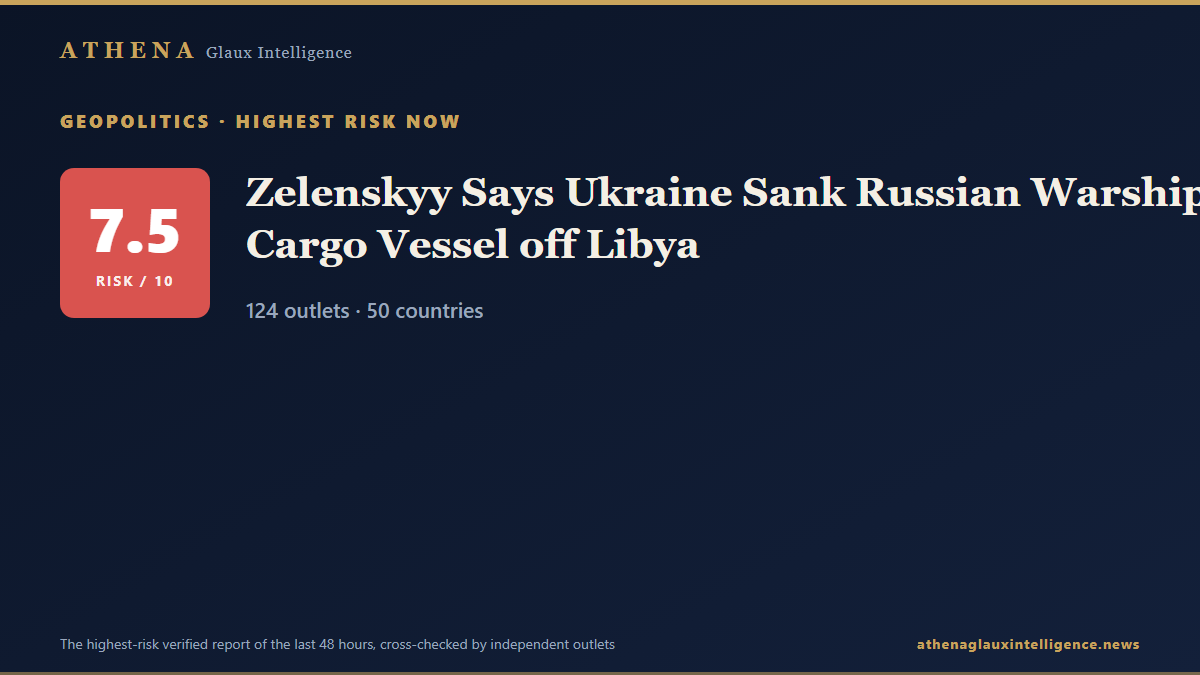 ATHENA Glaux Intelligence
GEOPOLITICS · HIGHEST RISK NOW
7.5
RISK / 10
Zelenskyy Says Ukraine Sank Russian Warship
Cargo Vessel off Libya
124 outlets · 50 countries
The highest-risk verified report of the last 48 hours, cross-checked by independent outlets
athenaglauxintelligence.news